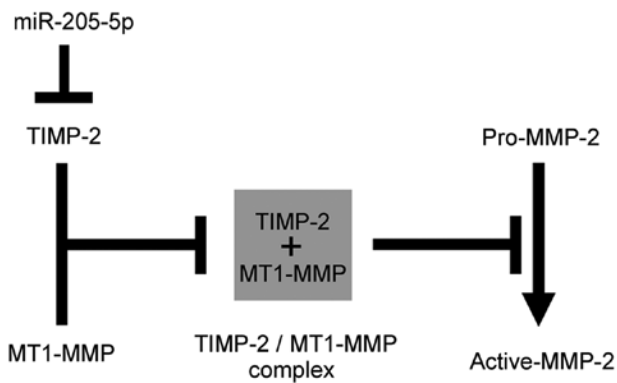 miR-205-5p
TIMP-2
Pro-MMP-2
TIMP-2
+
MT1-MMP
MT1-MMP
TIMP-2 / MT1-MMP
complex
Active-MMP-2